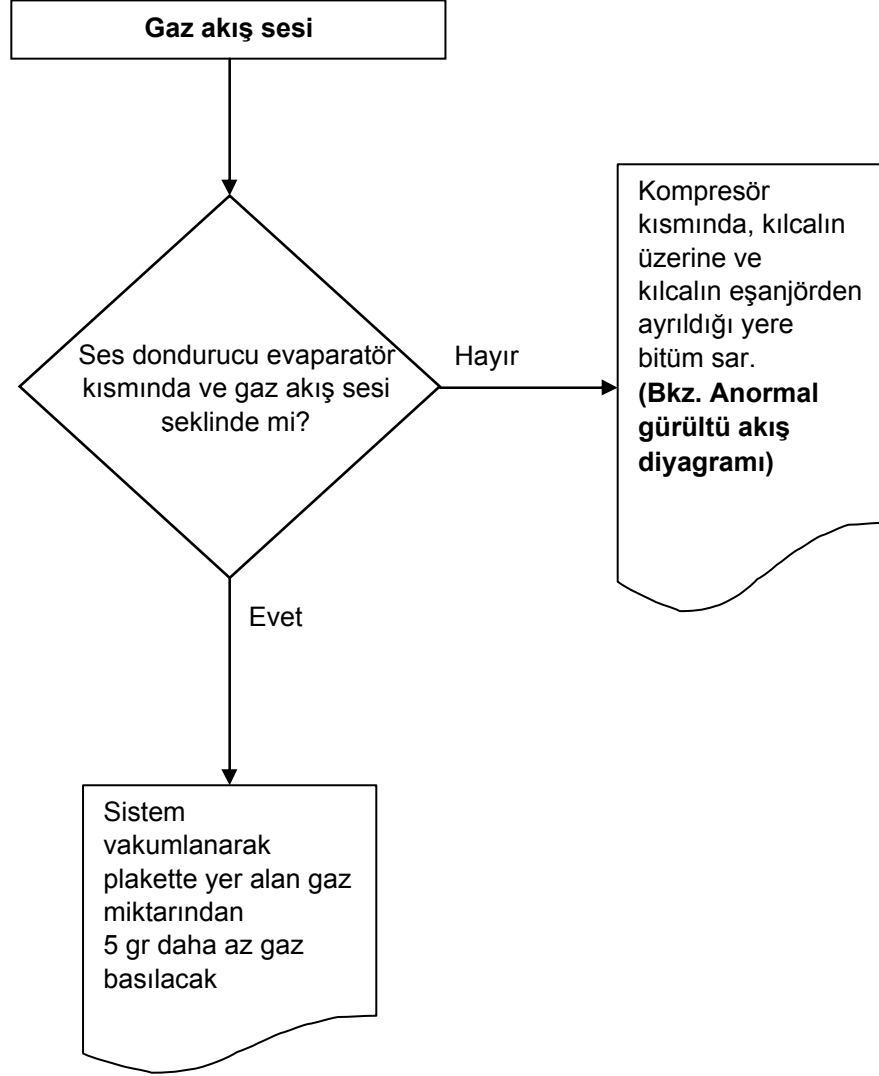 Gaz akış sesi
Ses dondurucu evaparatör
kısmında ve gaz akış sesi
seklinde mi?
Hayır
Kompresör
kısmında, kılcalın
üzerine ve
kılcalın eşanjörden
ayrıldığı yere
bitüm sar.
(Bkz. Anormal
gürültü akış
diyagramı)
Evet
Sistem
vakumlanarak
plakette yer alan gaz
miktarından
5 gr daha az gaz
basılacak